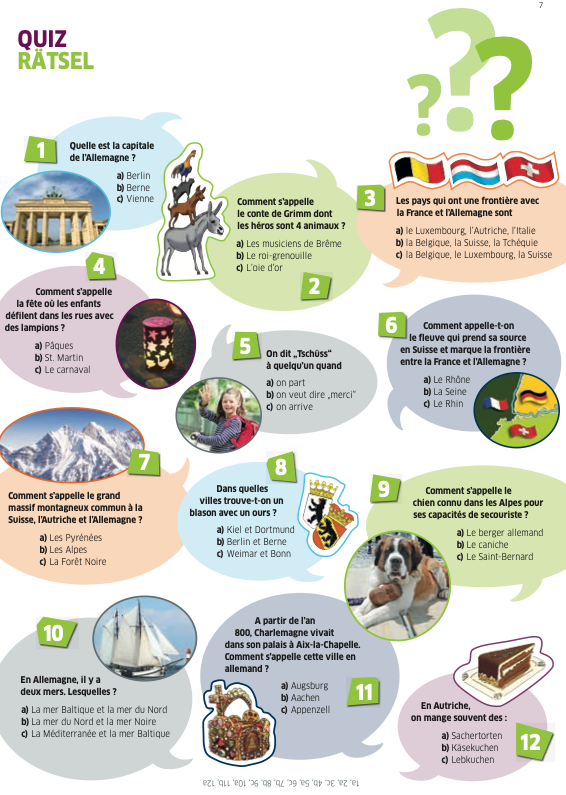 7
QUIZ
RÄTSEL
1
Quelle est la capitale
de l'Allemagne ?
a) Berlin
b) Berne
c) Vienne
Comment s'appelle
le conte de Grimm dont
les héros sont 4 animaux ?
a) Les musiciens de Brême
b) Le roi-grenouille
c) L'oie d'or
2
3
Les pays qui ont une frontière avec
la France et l'Allemagne sont
a) le Luxembourg, l'Autriche, l'Italie
b) la Belgique, la Suisse, la Tchéquie
c) la Belgique, le Luxembourg, la Suisse
4
Comment s'appelle
la fête où les enfants
défilent dans les rues avec
des lampions ?
a) Pâques
b) St. Martin
c) Le carnaval
5
On dit „Tschüss"
à quelqu'un quand
a) on part
b) on veut dire „merci"
c) on arrive
6
Comment appelle-t-on
le fleuve qui prend sa source
en Suisse et marque la frontière
entre la France et l'Allemagne ?
a) Le Rhône
b) La Seine
c) Le Rhin
7
Comment s'appelle le grand
massif montagneux commun à la
Suisse, l'Autriche et l'Allemagne ?
a) Les Pyrénées
b) Les Alpes
c) La Forêt Noire
8
Dans quelles
villes trouve-t-on un
blason avec un ours ?
a) Kiel et Dortmund
b) Berlin et Berne
c) Weimar et Bonn
9
Comment s'appelle le
chien connu dans les Alpes pour
ses capacités de secouriste ?
a) Le berger allemand
b) Le caniche
c) Le Saint-Bernard
10
En Allemagne, il y a
deux mers. Lesquelles ?
a) La mer Baltique et la mer du Nord
b) La mer du Nord et la mer Noire
c) La Méditerranée et la mer Baltique
A partir de l'an
800, Charlemagne vivait
dans son palais à Aix-la-Chapelle.
Comment s'appelle cette ville en
allemand ?
a) Augsburg
b) Aachen
c) Appenzell
11
En Autriche,
on mange souvent des :
a) Sachertorten
b) Käsekuchen
c) Lebkuchen
12
1a, 2a, 3c, 4b, 5a, 6c, 7b, 8b, 9c, 10a, 11b, 12a